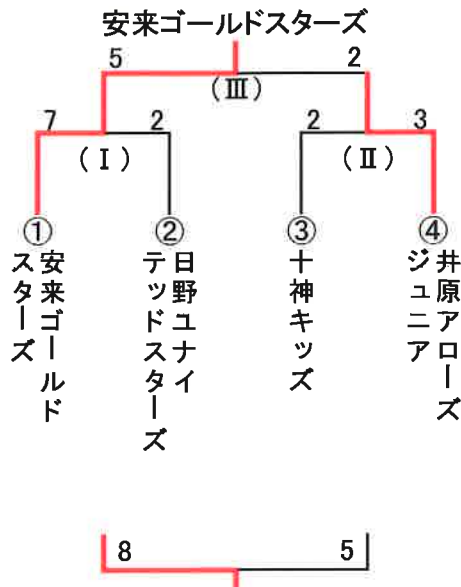 安来ゴールドスターズ
5 2
(Ⅲ)
7 2 2 3
(Ⅰ) (Ⅱ)
① ② ③ ④
安来ゴールド
スターズ
日野ユナイ
テッドスターズ
十神キッズ
井原アローズ
ジュニア
8 5